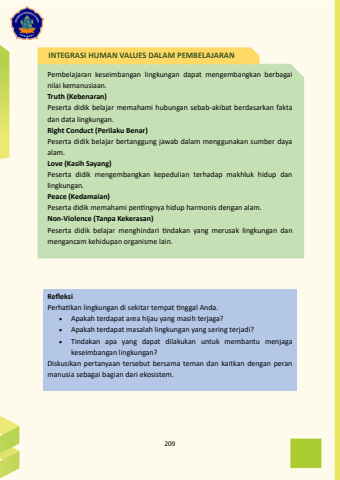 INTEGRASI HUMAN VALUES DALAM PEMBELAJARAN
Pembelajaran keseimbangan lingkungan dapat mengembangkan berbagai
nilai kemanusiaan.
Truth (Kebenaran)
Peserta didik belajar memahami hubungan sebab-akibat berdasarkan fakta
dan data lingkungan.
Right Conduct (Perilaku Benar)
Peserta didik belajar bertanggung jawab dalam menggunakan sumber daya
alam.
Love (Kasih Sayang)
Peserta didik mengembangkan kepedulian terhadap makhluk hidup dan
lingkungan.
Peace (Kedamaian)
Peserta didik memahami pentingnya hidup harmonis dengan alam.
Non-Violence (Tanpa Kekerasan)
Peserta didik belajar menghindari tindakan yang merusak lingkungan dan
mengancam kehidupan organisme lain.
Refleksi
Perhatikan lingkungan di sekitar tempat tinggal Anda.
• Apakah terdapat area hijau yang masih terjaga?
• Apakah terdapat masalah lingkungan yang sering terjadi?
• Tindakan apa yang dapat dilakukan untuk membantu menjaga
keseimbangan lingkungan?
Diskusikan pertanyaan tersebut bersama teman dan kaitkan dengan peran
manusia sebagai bagian dari ekosistem.
209